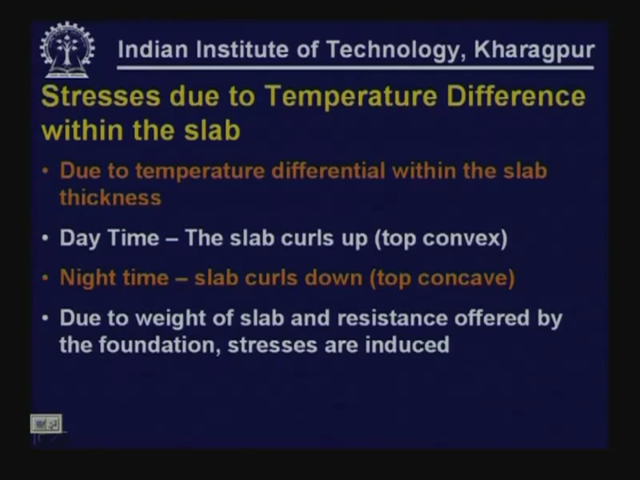 Indian Institute of Technology, Kharagpur
Stresses due to Temperature Difference
within the slab
• Due to temperature differential within the slab
thickness
• Day Time – The slab curls up (top convex)
• Night time – slab curls down (top concave)
• Due to weight of slab and resistance offered by
the foundation, stresses are induced